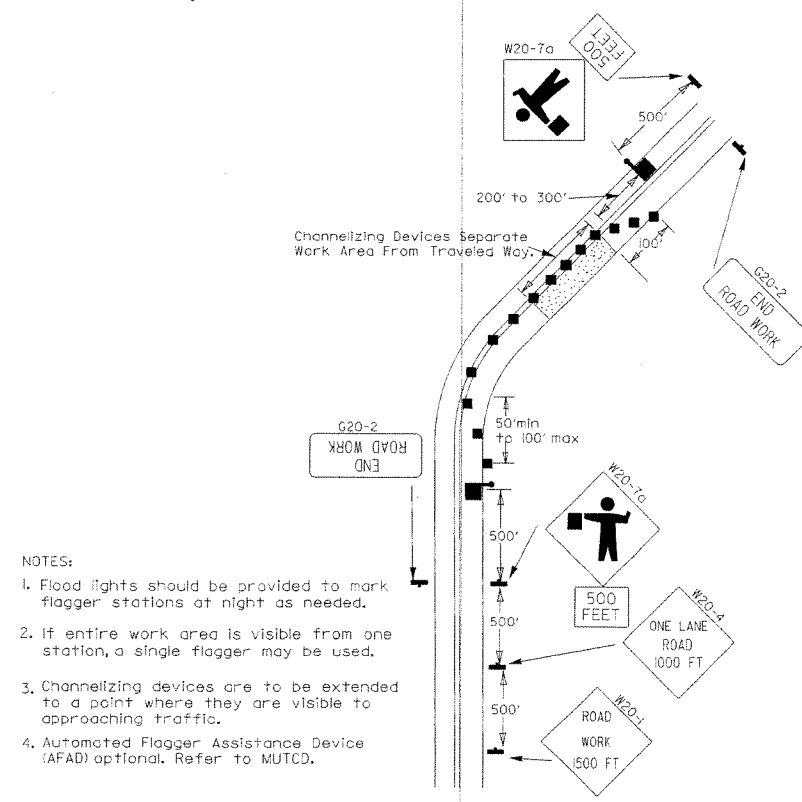 W20-7a
500
FEET
500'
200' to 300'
Channelizing Devices Separate
Work Area From Traveled Way.
100'
G20-2
END
ROAD WORK
G20-2
END
ROAD WORK
50'min
to 100' max
W20-7a
500'
500
FEET
500'
W20-4
ONE LANE
ROAD
1000 FT
500'
W20-1
ROAD
WORK
1500 FT
NOTES:
1. Flood lights should be provided to mark
flagger stations at night as needed.
2. If entire work area is visible from one
station, a single flagger may be used.
3. Channelizing devices are to be extended
to a point where they are visible to
approaching traffic.
4. Automated Flagger Assistance Device
(AFAD) optional. Refer to MUTCD.